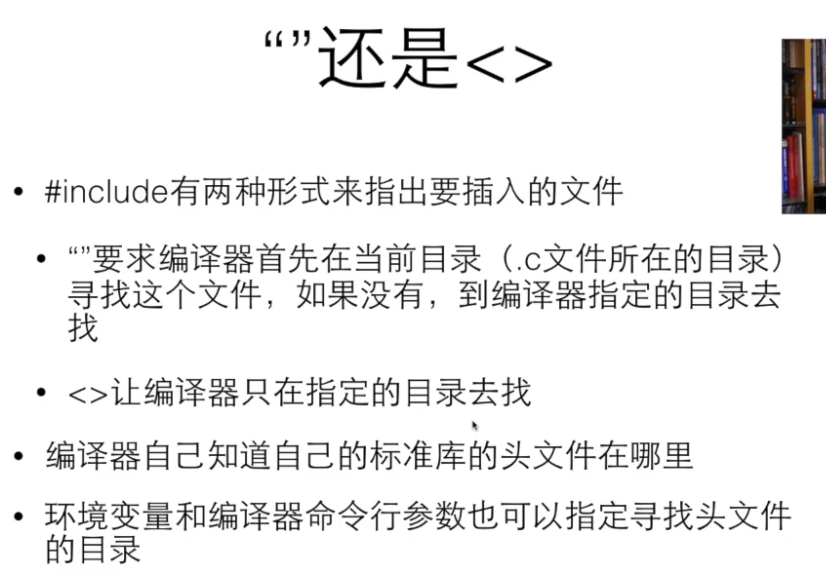 “”还是<>
• #include有两种形式来指出要插入的文件
• “”要求编译器首先在当前目录（.c文件所在的目录）
寻找这个文件，如果没有，到编译器指定的目录去
找
• <>让编译器只在指定的目录去找
• 编译器自己知道自己的标准库的头文件在哪里
• 环境变量和编译器命令行参数也可以指定寻找头文件
的目录